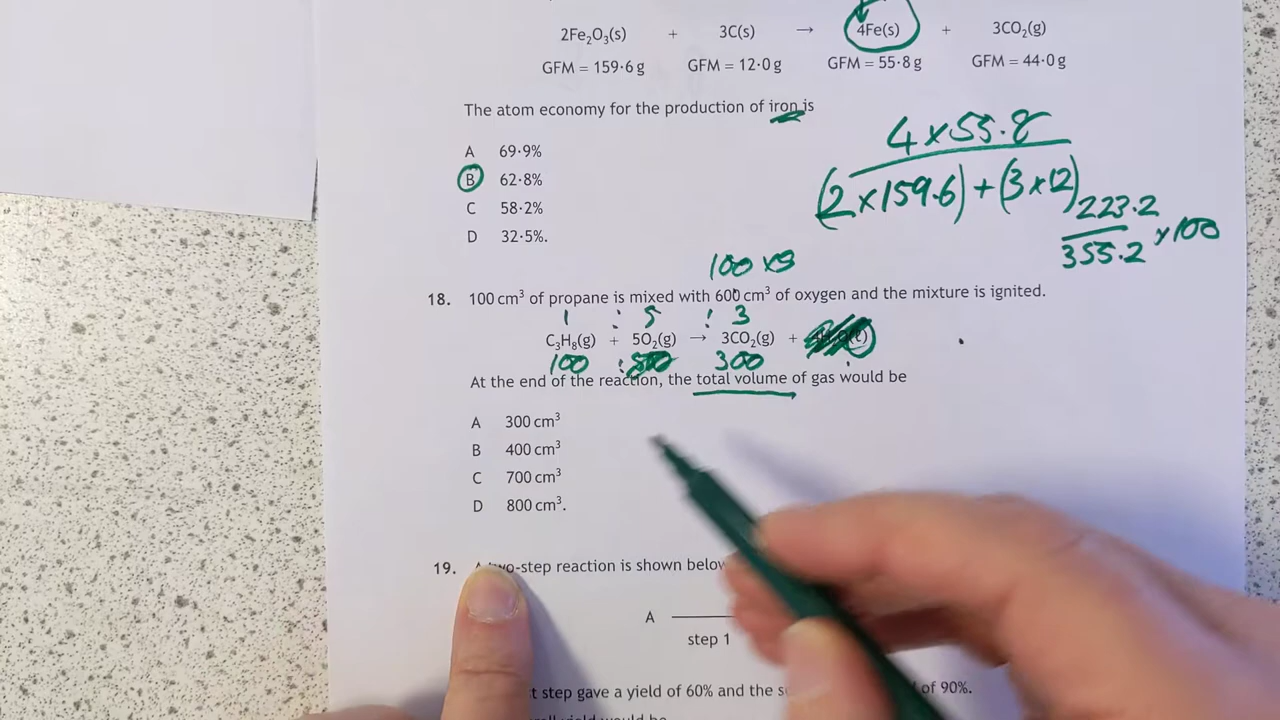 2Fe₂O₃(s) + 3C(s) → 4Fe(s) + 3CO₂(g)
GFM = 159·6 g GFM = 12·0 g GFM = 55·8 g GFM = 44·0 g
The atom economy for the production of iron is
A 69·9%
B 62·8%
C 58·2%
D 32·5%.
4 x 55.8
(2 x 159.6) + (3 x 12)
223.2
355.2 x 100
100 x 3
18. 100 cm³ of propane is mixed with 600 cm³ of oxygen and the mixture is ignited.
1 : 5 : 3
C₃H₈(g) + 5O₂(g) → 3CO₂(g) +
100 : 500 300
At the end of the reaction, the total volume of gas would be
A 300 cm³
B 400 cm³
C 700 cm³
D 800 cm³.
19. A two-step reaction is shown below
A
step 1
t step gave a yield of 60% and the s of 90%.